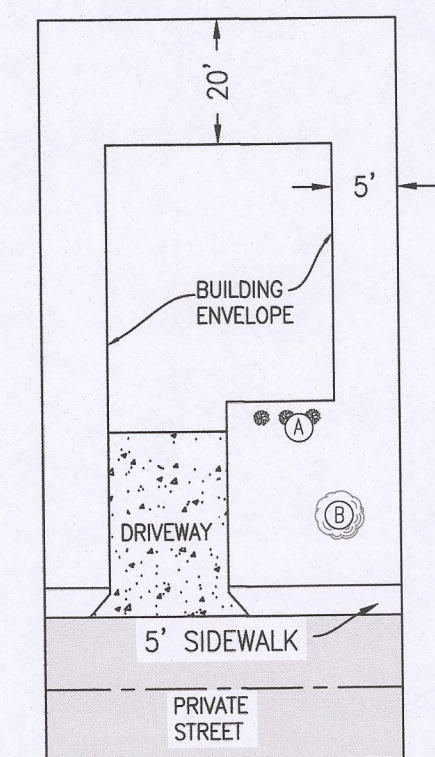 20'
5'
BUILDING
ENVELOPE
A
B
DRIVEWAY
5' SIDEWALK
PRIVATE
STREET